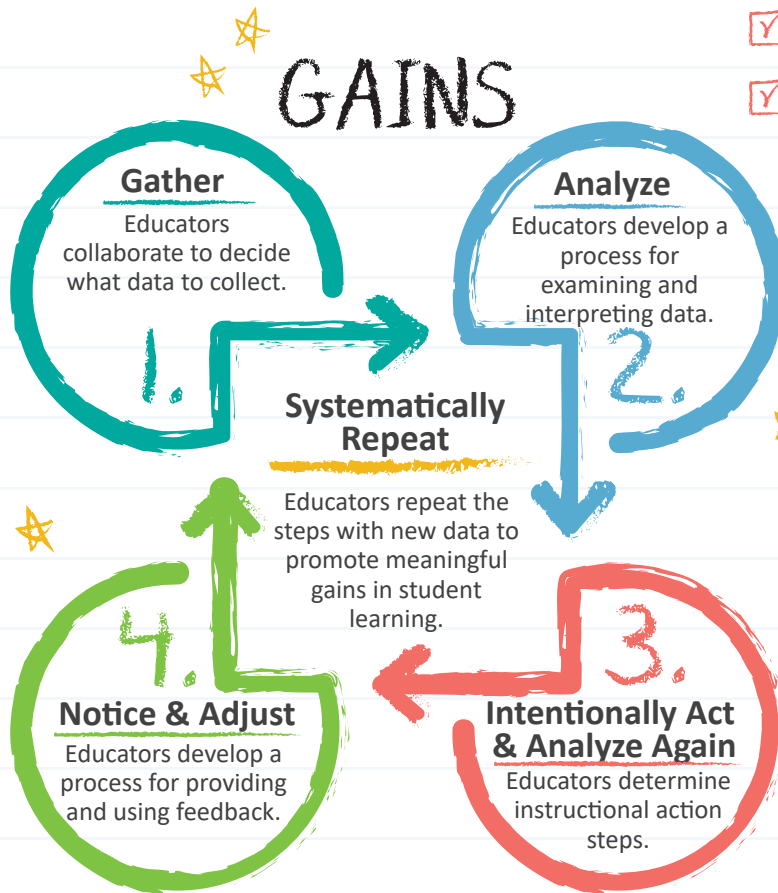 GAINS
Gather
Educators
collaborate to decide
what data to collect.
1.
Analyze
Educators develop a
process for
examining and
interpreting data.
2.
Systematically
Repeat
Educators repeat the
steps with new data to
promote meaningful
gains in student
learning.
3.
Intentionally Act
& Analyze Again
Educators determine
instructional action
steps.
4.
Notice & Adjust
Educators develop a
process for providing
and using feedback.